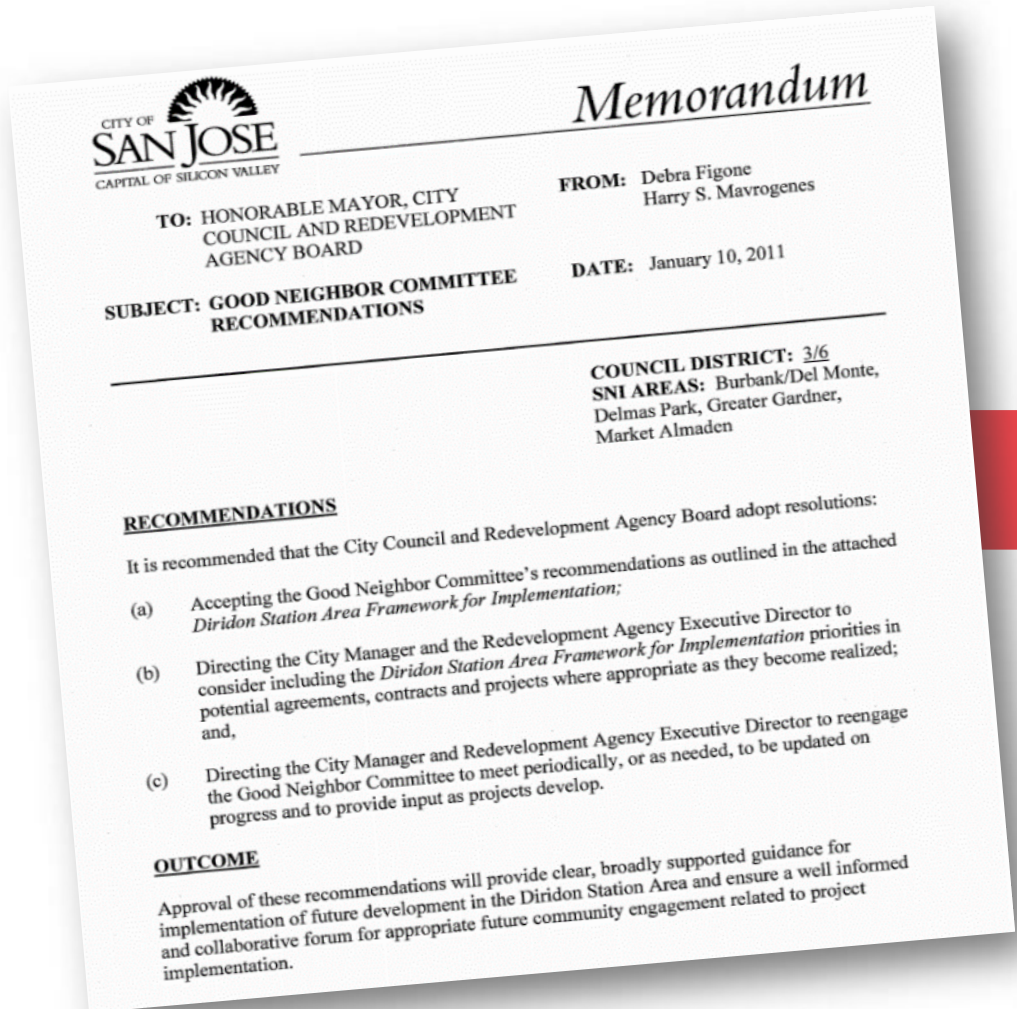 CITY OF
SAN JOSE
CAPITAL OF SILICON VALLEY
Memorandum
TO: HONORABLE MAYOR, CITY
COUNCIL AND REDEVELOPMENT
AGENCY BOARD
FROM: Debra Figone
Harry S. Mavrogenes
SUBJECT: GOOD NEIGHBOR COMMITTEE
RECOMMENDATIONS
DATE: January 10, 2011
COUNCIL DISTRICT: 3/6
SNI AREAS: Burbank/Del Monte,
Delmas Park, Greater Gardner,
Market Almaden
RECOMMENDATIONS
It is recommended that the City Council and Redevelopment Agency Board adopt resolutions:
(a) Accepting the Good Neighbor Committee's recommendations as outlined in the attached
Diridon Station Area Framework for Implementation;
(b) Directing the City Manager and the Redevelopment Agency Executive Director to
consider including the Diridon Station Area Framework for Implementation priorities in
potential agreements, contracts and projects where appropriate as they become realized;
and,
(c) Directing the City Manager and Redevelopment Agency Executive Director to reengage
the Good Neighbor Committee to meet periodically, or as needed, to be updated on
progress and to provide input as projects develop.
OUTCOME
Approval of these recommendations will provide clear, broadly supported guidance for
implementation of future development in the Diridon Station Area and ensure a well informed
and collaborative forum for appropriate future community engagement related to project
implementation.